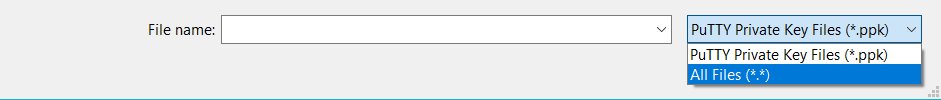 File name: PuTTY Private Key Files (*.ppk)
PuTTY Private Key Files (*.ppk)
All Files (*.*)